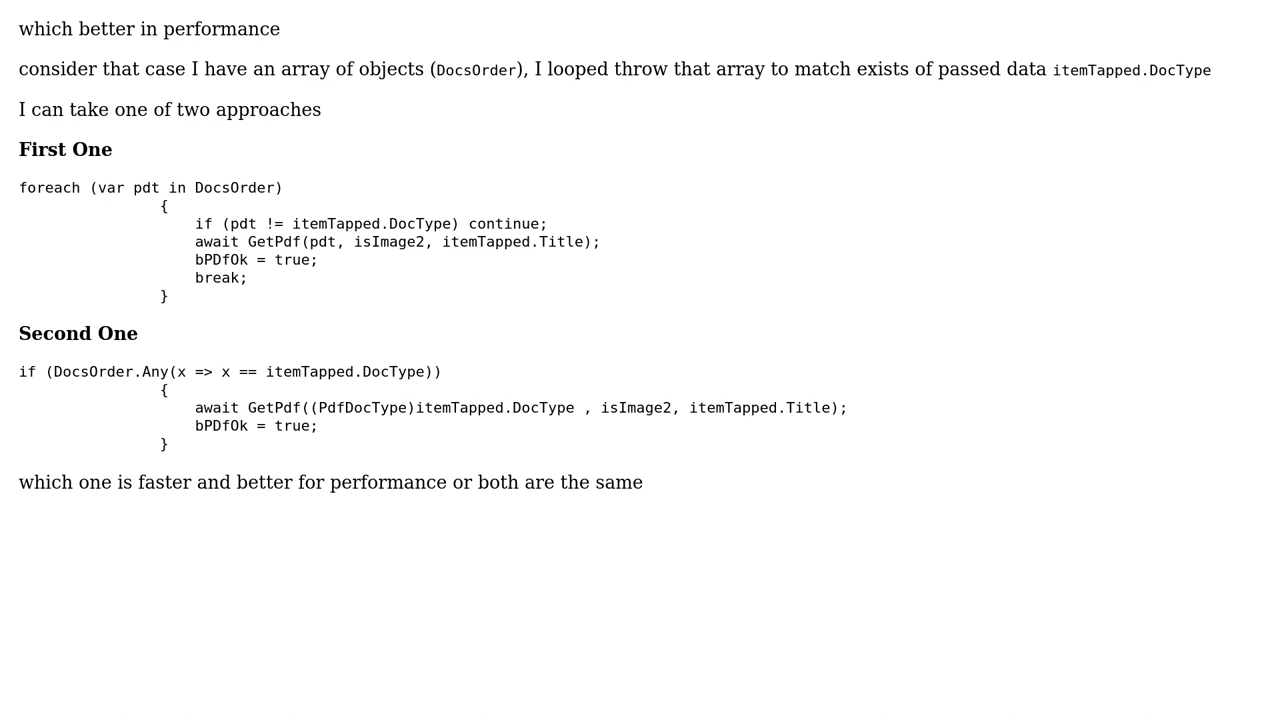 which better in performance
consider that case I have an array of objects (DocsOrder), I looped throw that array to match exists of passed data itemTapped.DocType
I can take one of two approaches
First One
foreach (var pdt in DocsOrder)
                {
                    if (pdt != itemTapped.DocType) continue;
                    await GetPdf(pdt, isImage2, itemTapped.Title);
                    bPDfOk = true;
                    break;
                }
Second One
if (DocsOrder.Any(x => x == itemTapped.DocType))
                {
                    await GetPdf((PdfDocType)itemTapped.DocType , isImage2, itemTapped.Title);
                    bPDfOk = true;
                }
which one is faster and better for performance or both are the same